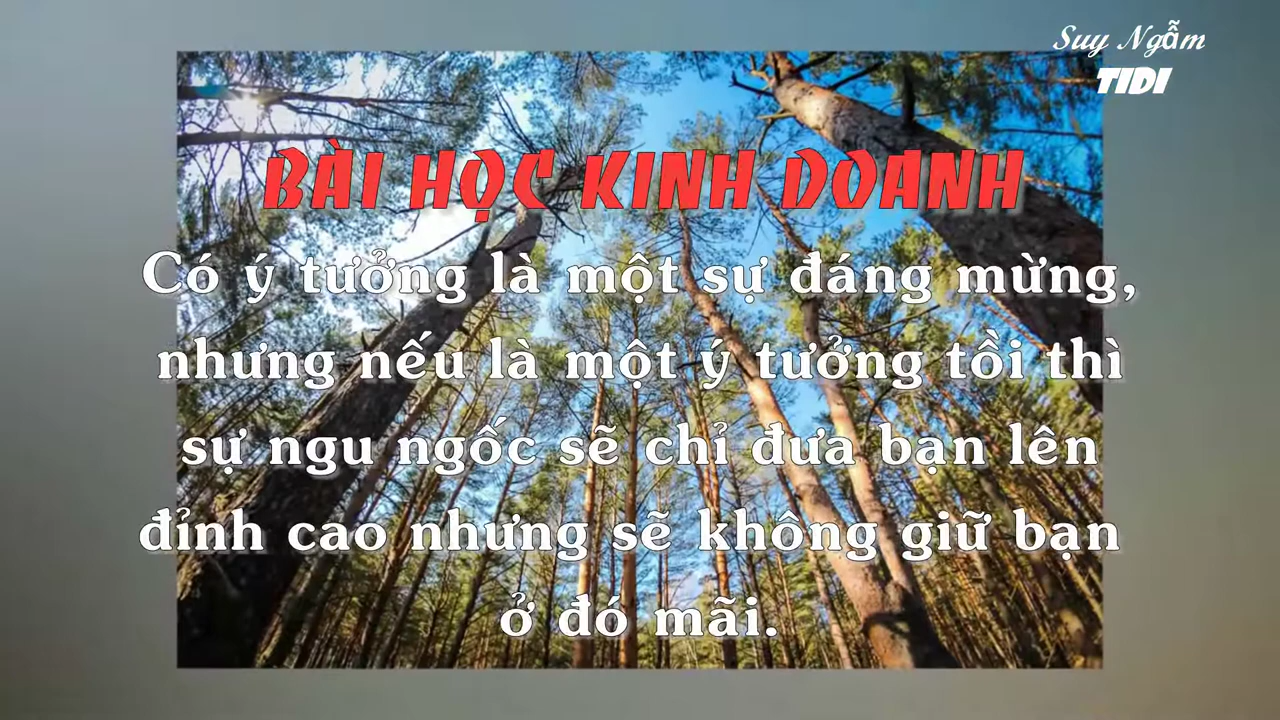 Suy Ngẫm
TIDI
BÀI HỌC KINH DOANH
Có ý tưởng là một sự đáng mừng,
nhưng nếu là một ý tưởng tồi thì
sự ngu ngốc sẽ chỉ đưa bạn lên
đỉnh cao nhưng sẽ không giữ bạn
ở đó mãi.